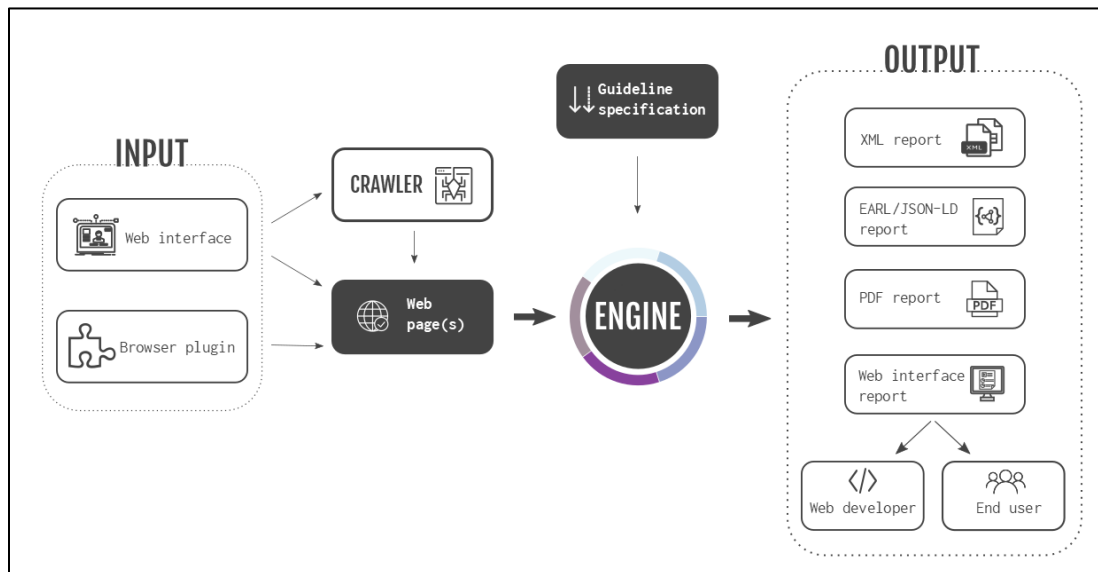 INPUT
Web interface
Browser plugin
CRAWLER
Web
page(s)
Guideline
specification
ENGINE
OUTPUT
XML report
XML
EARL/JSON-LD
report
PDF report
PDF
Web interface
report
Web developer
End user